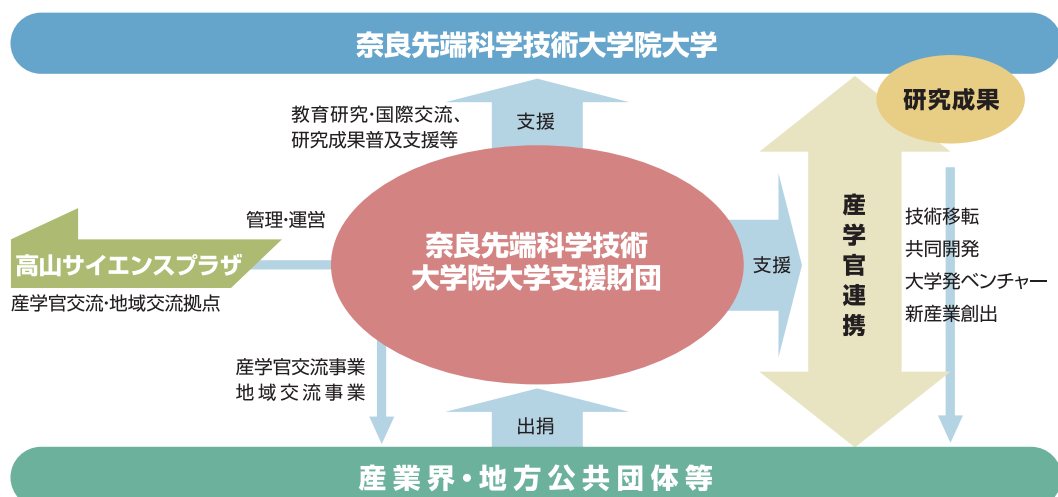 奈良先端科学技術大学院大学
研究成果
教育研究・国際交流、
研究成果普及支援等
支援
管理・運営
高山サイエンスプラザ
産学官交流・地域交流拠点
奈良先端科学技術
大学院大学支援財団
支援
産学官連携
技術移転
共同開発
大学発ベンチャー
新産業創出
産学官交流事業
地域交流事業
出捐
産業界・地方公共団体等